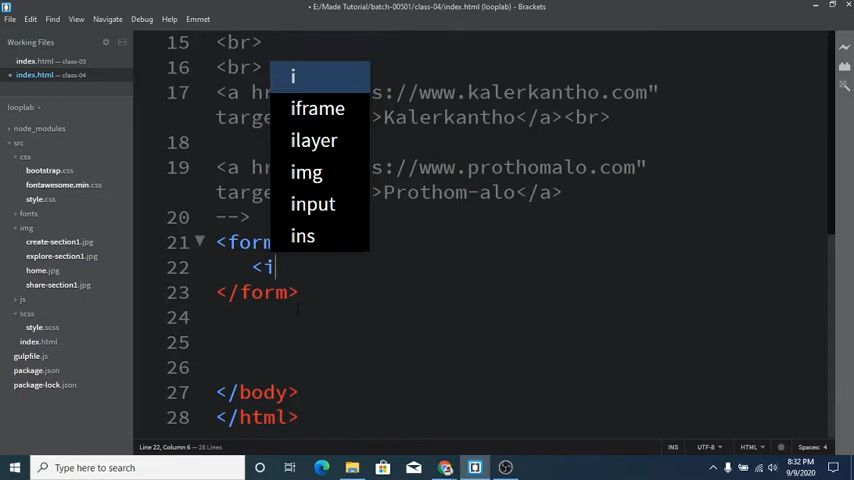 • E:/Made Tutorial/batch-00501/class-04/index.html (looplab) - Brackets
File Edit Find View Navigate Debug Help Emmet
Working Files
index.html - class-03
• index.html - class-04
looplab
node_modules
src
css
bootstrap.css
fontawesome.min.css
style.css
fonts
img
create-section1.jpg
explore-section1.jpg
home.jpg
share-section1.jpg
js
scss
style.scss
index.html
gulpfile.js
package.json
package-lock.json
15 <br>
16 <br>
17 <a h s://www.kalerkantho.com"
targe >Kalerkantho</a><br>
18
19 <a h s://www.prothomalo.com"
targe >Prothom-alo</a>
20 -->
21 <form
22 <i
23 </form>
24
25
26
27 </body>
28 </html>
i
iframe
ilayer
img
input
ins
Line 22, Column 6 — 28 Lines
INS UTF-8 HTML Spaces: 4
Type here to search
8:32 PM
9/9/2020